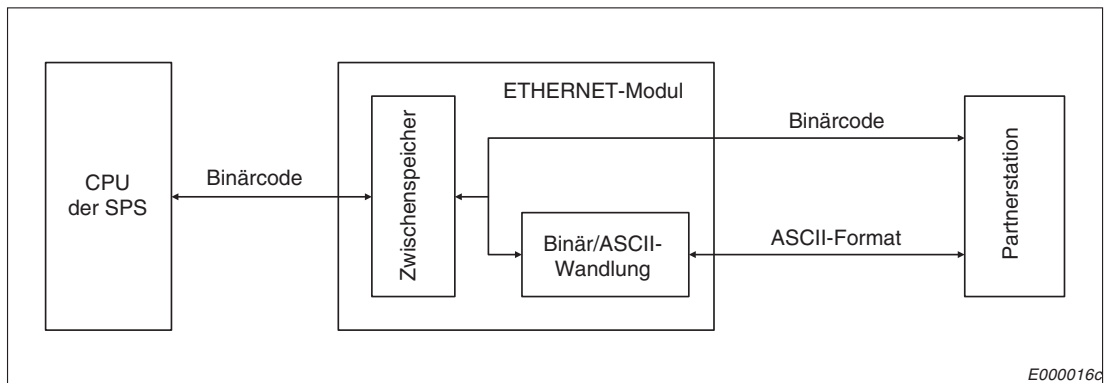 ETHERNET-Modul
CPU
der SPS
Binärcode
Zwischenspeicher
Binär/ASCII-
Wandlung
Binärcode
ASCII-Format
Partnerstation
E000016c